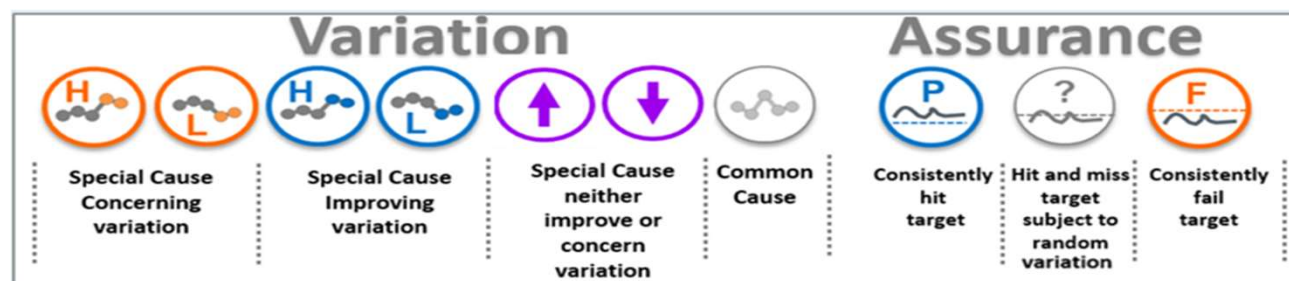 Variation
Assurance
H
L
H
L
P
?
F
Special Cause
Concerning
variation
Special Cause
Improving
variation
Special Cause
neither
improve or
concern
variation
Common
Cause
Consistently
hit
target
Hit and miss
target
subject to
random
variation
Consistently
fail
target